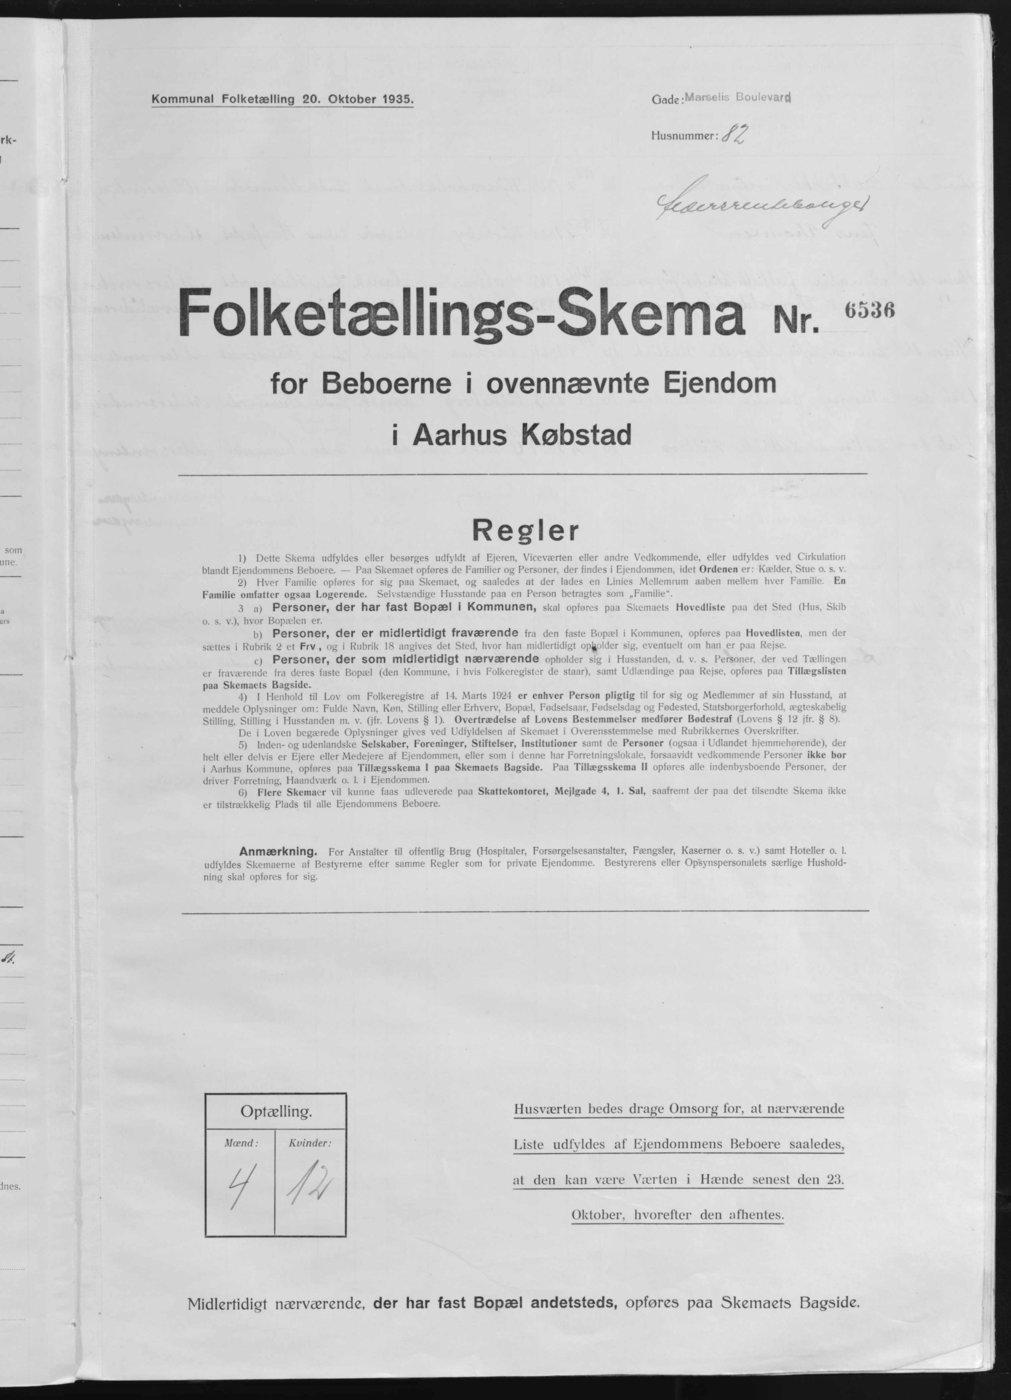 Kommunal Folketælling 20. Oktober 1935.
Gade: Marselis Boulevard
Husnummer: 82
Folketællings-Skema Nr. 6536
for Beboerne i ovennævnte Ejendom
i Aarhus Købstad
Regler
1) Dette Skema udfyldes eller besørges udfyldt af Ejeren, Viceværten eller andre Vedkommende, eller udfyldes ved Cirkulation
blandt Ejendommens Beboere. — Paa Skemaet opføres de Familier og Personer, der findes i Ejendommen, idet Ordenen er: Kælder, Stue o. s. v.
2) Hver Familie opføres for sig paa Skemaet, og saaledes at der lades en Linies Mellemrum aaben mellem hver Familie. En
Familie omfatter ogsaa Logerende. Selvstændige Husstande paa en Person betragtes som „Familie".
3 a) Personer, der har fast Bopæl i Kommunen, skal opføres paa Skemaets Hovedliste paa det Sted (Hus, Skib
o. s. v.), hvor Bopælen er.
b) Personer, der er midlertidigt fraværende fra den faste Bopæl i Kommunen, opføres paa Hovedlisten, men der
sættes i Rubrik 2 et Frv, og i Rubrik 18 angives det Sted, hvor han midlertidigt opholder sig, eventuelt om han er paa Rejse.
c) Personer, der som midlertidigt nærværende opholder sig i Husstanden, d. v. s. Personer, der ved Tællingen
er fraværende fra deres faste Bopæl (den Kommune, i hvis Folkeregister de staar), samt Udlændinge paa Rejse, opføres paa Tillægslisten
paa Skemaets Bagside.
4) I Henhold til Lov om Folkeregistre af 14. Marts 1924 er enhver Person pligtig til for sig og Medlemmer af sin Husstand, at
meddele Oplysninger om: Fulde Navn, Køn, Stilling eller Erhverv, Bopæl, Fødselsaar, Fødselsdag og Fødested, Statsborgerforhold, ægteskabelig
Stilling, Stilling i Husstanden m. v. (jfr. Lovens § 1). Overtrædelse af Lovens Bestemmelser medfører Bødestraf (Lovens § 12 jfr. § 8).
De i Loven begærede Oplysninger gives ved Udfyldelsen af Skemaet i Overensstemmelse med Rubrikkernes Overskrifter.
5) Inden- og udenlandske Selskaber, Foreninger, Stiftelser, Institutioner samt de Personer (ogsaa i Udlandet hjemmehørende), der
helt eller delvis er Ejere eller Medejere af Ejendommen, eller som i denne har Forretningslokale, forsaavidt vedkommende Personer ikke bor
i Aarhus Kommune, opføres paa Tillægsskema I paa Skemaets Bagside. Paa Tillægsskema II opføres alle indenbysboende Personer, der
driver Forretning, Haandværk o. l. i Ejendommen.
6) Flere Skemaer vil kunne faas udleverede paa Skattekontoret, Mejlgade 4, 1. Sal, saafremt der paa det tilsendte Skema ikke
er tilstrækkelig Plads til alle Ejendommens Beboere.
Anmærkning. For Anstalter til offentlig Brug (Hospitaler, Forsørgelsesanstalter, Fængsler, Kaserner o. s. v.) samt Hoteller o. l.
udfyldes Skemaerne af Bestyrerne efter samme Regler som for private Ejendomme. Bestyrerens eller Opsynspersonalets særlige Hushold-
ning skal opføres for sig.
Optælling.
Mænd: Kvinder:
4 12
Husværten bedes drage Omsorg for, at nærværende
Liste udfyldes af Ejendommens Beboere saaledes,
at den kan være Værten i Hænde senest den 23.
Oktober, hvorefter den afhentes.
Midlertidigt nærværende, der har fast Bopæl andetsteds, opføres paa Skemaets Bagside.